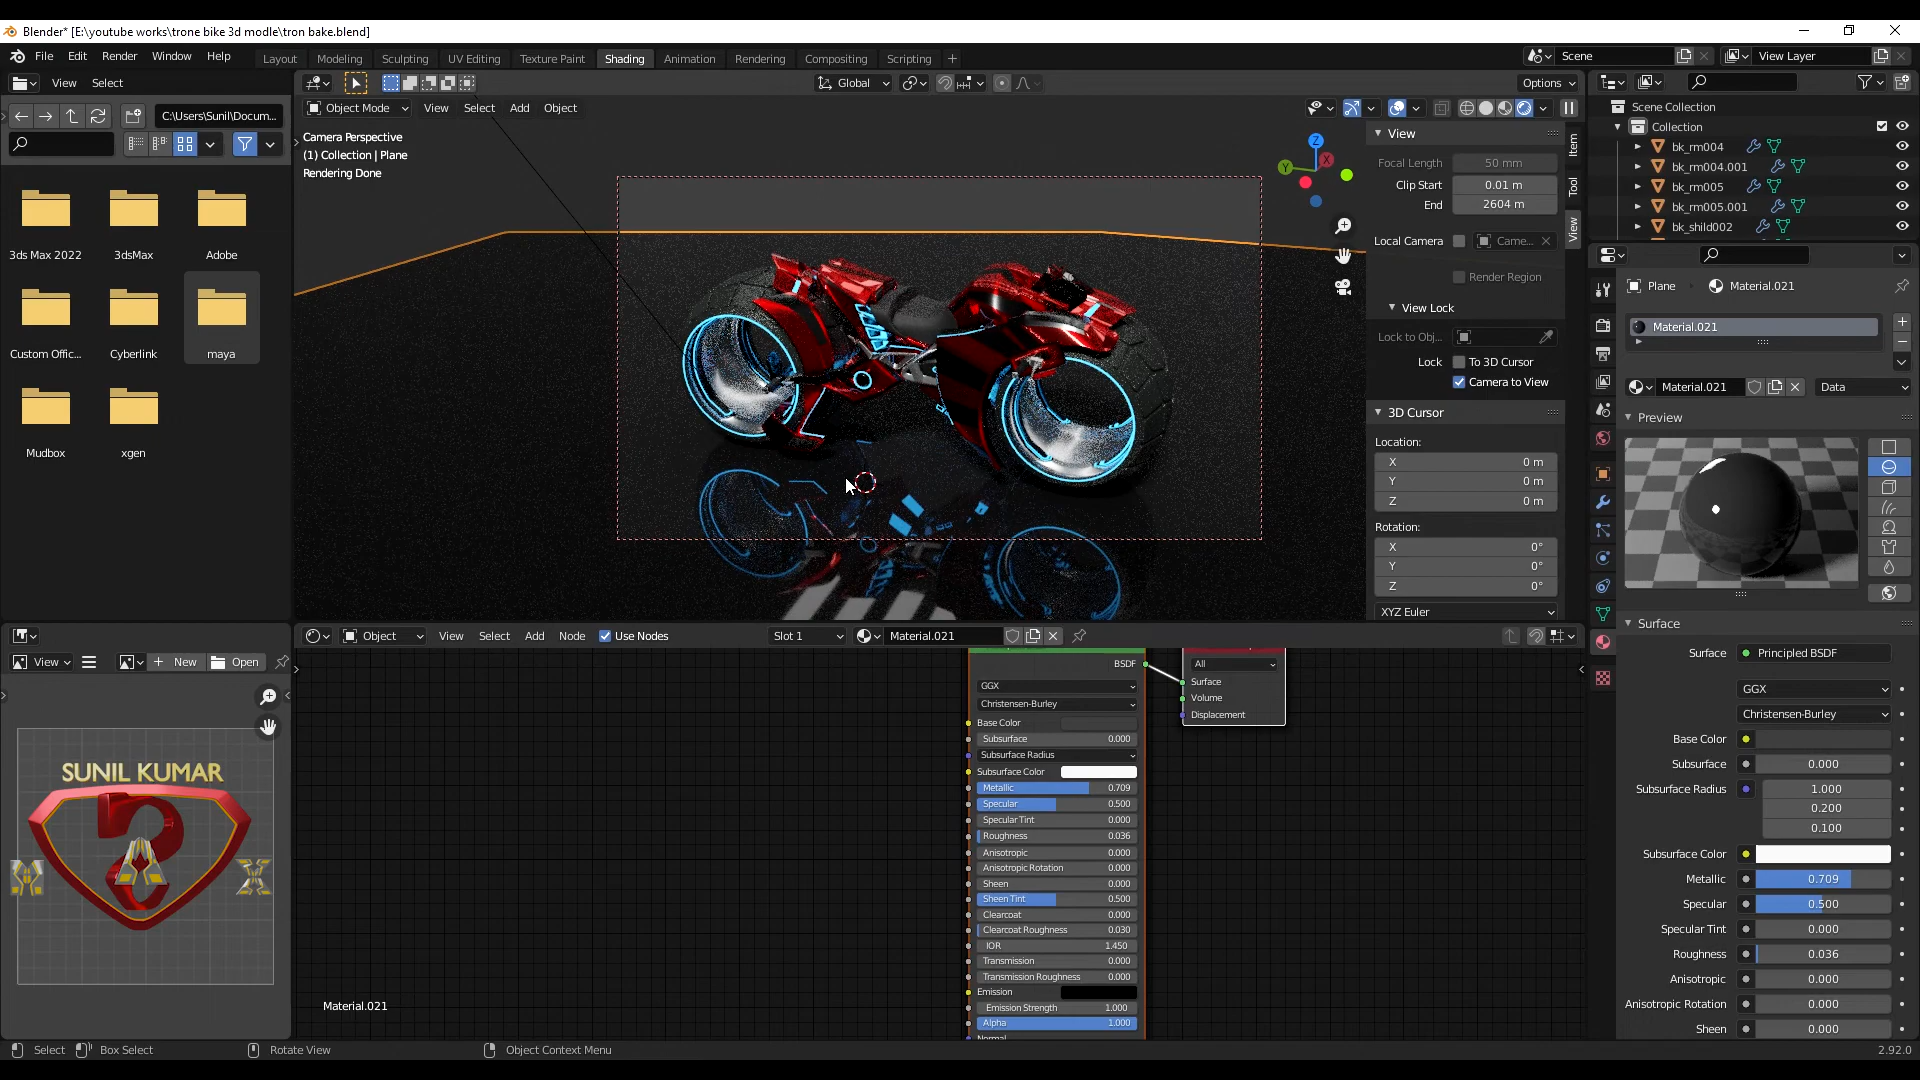 Blender* [E:\youtube works\trone bike 3d modle\tron bake.blend]
File Edit Render Window Help
Layout Modeling Sculpting UV Editing Texture Paint Shading Animation Rendering Compositing Scripting +
Scene
View Layer
View Select
Global
Options
C:\Users\Sunil\Docum...
Object Mode View Select Add Object
3ds Max 2022 3dsMax Adobe
Custom Offic... Cyberlink maya
Mudbox xgen
Camera Perspective
(1) Collection | Plane
Rendering Done
Z
Y
X
View
Focal Length 50 mm
Clip Start 0.01 m
End 2604 m
Local Camera Came...
Render Region
View Lock
Lock to Obj...
Lock To 3D Cursor
Camera to View
3D Cursor
Location:
X 0 m
Y 0 m
Z 0 m
Rotation:
X 0°
Y 0°
Z 0°
XYZ Euler
Item
Tool
View
Scene Collection
Collection
bk_rm004
bk_rm004.001
bk_rm005
bk_rm005.001
bk_shild002
Plane Material.021
Material.021
Material.021 Data
Preview
Surface
Surface Principled BSDF
GGX
Christensen-Burley
Base Color
Subsurface 0.000
Subsurface Radius 1.000
0.200
0.100
Subsurface Color
Metallic 0.709
Specular 0.500
Specular Tint 0.000
Roughness 0.036
Anisotropic 0.000
Anisotropic Rotation 0.000
Sheen 0.000
View New Open
SUNIL KUMAR
Object View Select Add Node Use Nodes Slot 1 Material.021
BSDF
GGX
Christensen-Burley
Base Color
Subsurface 0.000
Subsurface Radius
Subsurface Color
Metallic 0.709
Specular 0.500
Specular Tint 0.000
Roughness 0.036
Anisotropic 0.000
Anisotropic Rotation 0.000
Sheen 0.000
Sheen Tint 0.500
Clearcoat 0.000
Clearcoat Roughness 0.030
IOR 1.450
Transmission 0.000
Transmission Roughness 0.000
Emission
Emission Strength 1.000
Alpha 1.000
Normal
All
Surface
Volume
Displacement
Material.021
Select Box Select Rotate View Object Context Menu 2.92.0